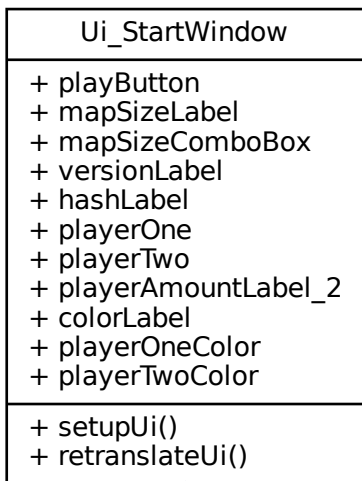 Ui_StartWindow
+ playButton
+ mapSizeLabel
+ mapSizeComboBox
+ versionLabel
+ hashLabel
+ playerOne
+ playerTwo
+ playerAmountLabel_2
+ colorLabel
+ playerOneColor
+ playerTwoColor
+ setupUi()
+ retranslateUi()